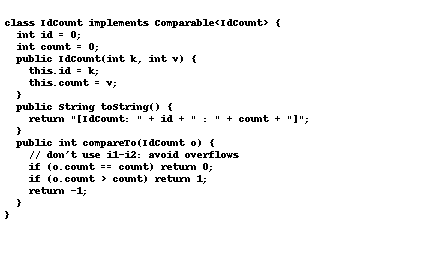 class IdCount implements Comparable<IdCount> {
  int id = 0;
  int count = 0;
  public IdCount(int k, int v) {
    this.id = k;
    this.count = v;
  }
  public String toString() {
    return "[IdCount: " + id + " : " + count + "]";
  }
  public int compareTo(IdCount o) {
    // don't use i1-i2: avoid overflows
    if (o.count == count) return 0;
    if (o.count > count) return 1;
    return -1;
  }
}